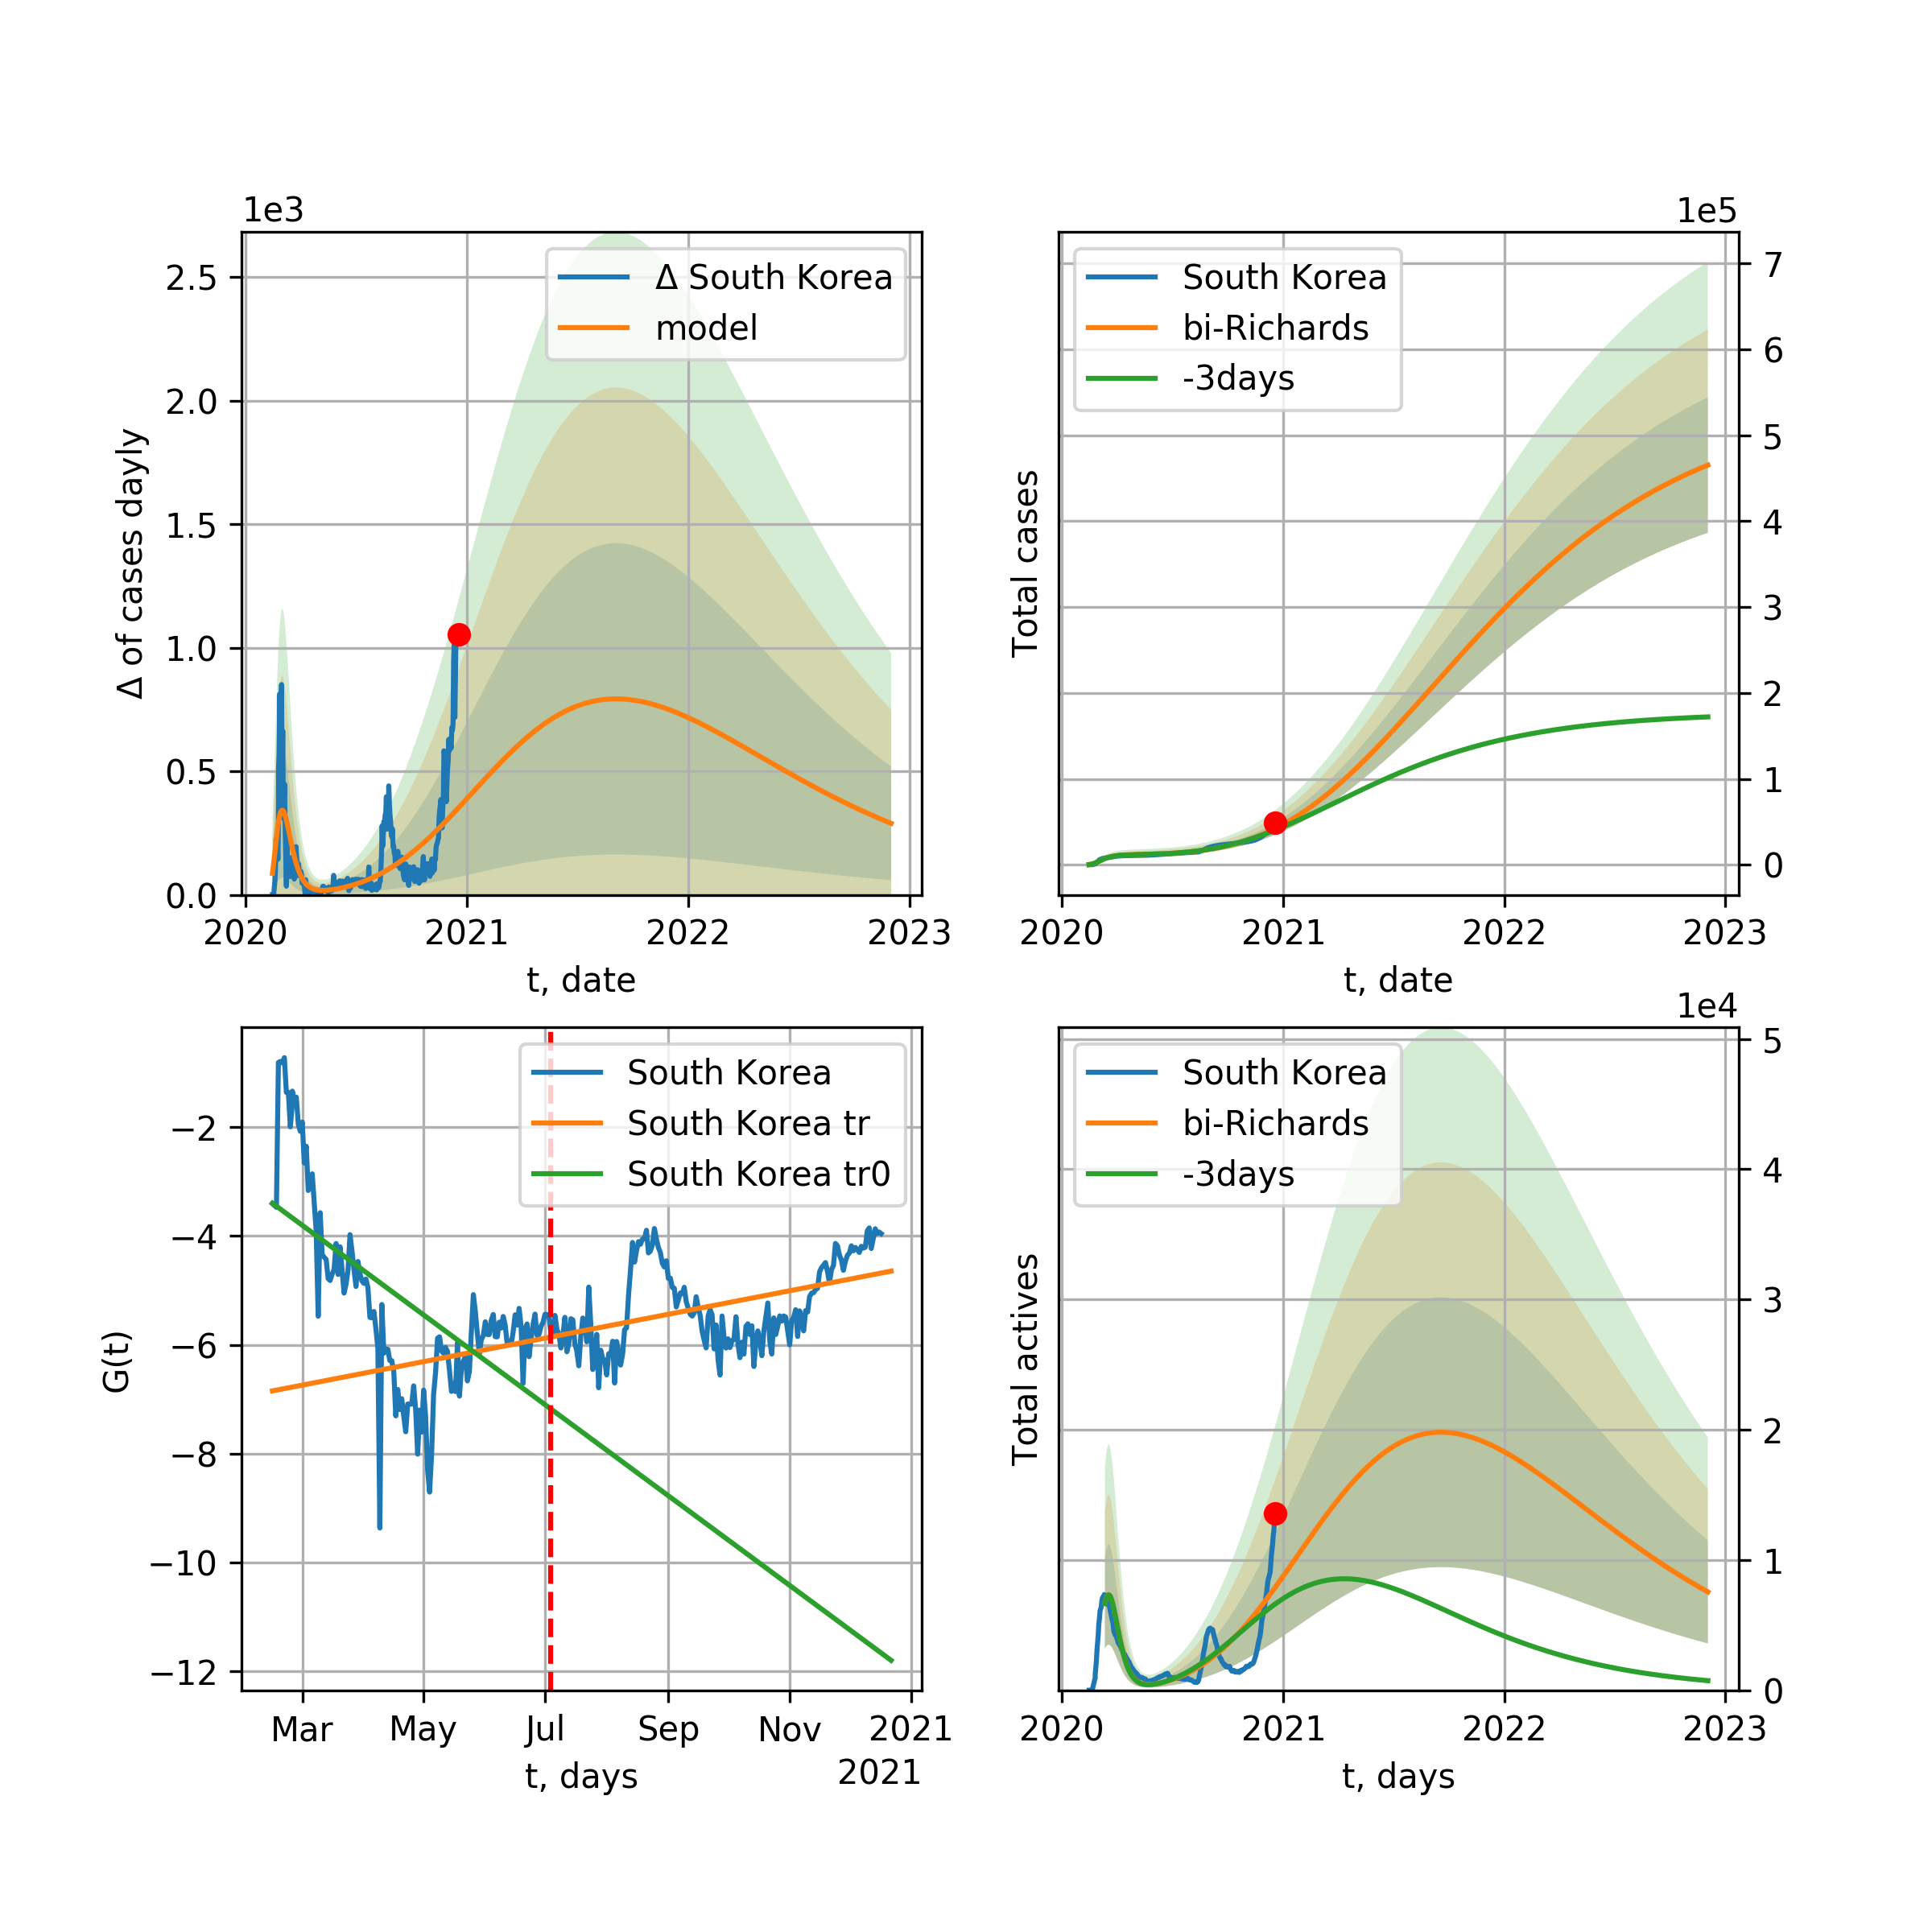 1e3
2.5
2.0
1.5
1.0
0.5
0.0
Δ of cases dayly
Δ South Korea
model
2020 2021 2022 2023
t, date
1e5
South Korea
bi-Richards
-3days
Total cases
7
6
5
4
3
2
1
0
2020 2021 2022 2023
t, date
−2
−4
−6
−8
−10
−12
G(t)
South Korea
South Korea tr
South Korea tr0
Mar May Jul Sep Nov 2021
t, days
2021
1e4
South Korea
bi-Richards
-3days
Total actives
5
4
3
2
1
0
2020 2021 2022 2023
t, days